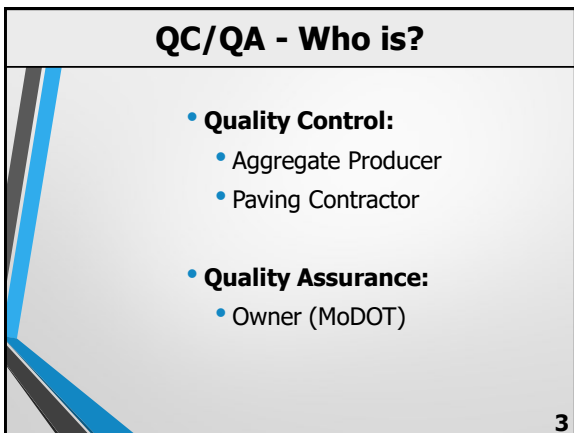 QC/QA - Who is?
• Quality Control:
• Aggregate Producer
• Paving Contractor
• Quality Assurance:
• Owner (MoDOT)
3